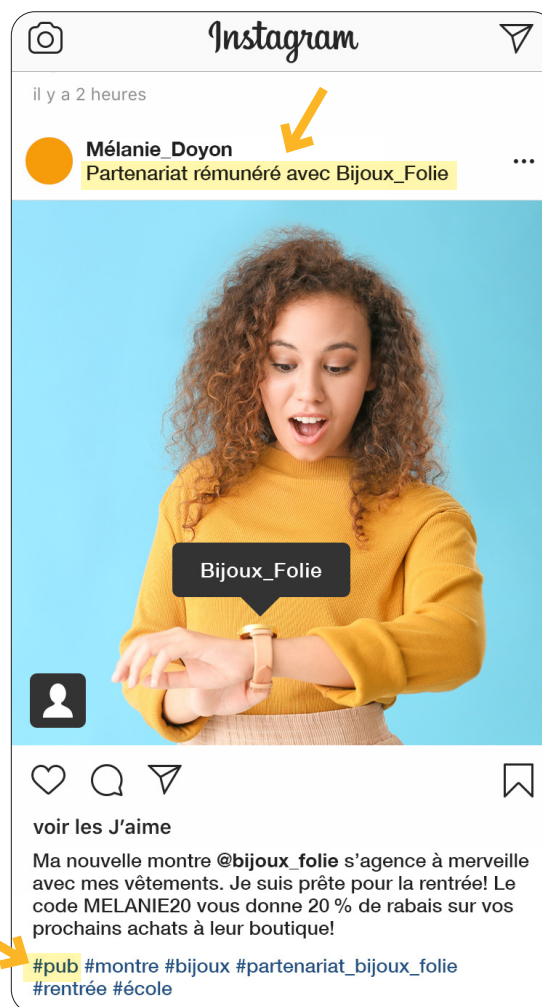 Instagram
il y a 2 heures
Mélanie_Doyon
Partenariat rémunéré avec Bijoux_Folie
Bijoux_Folie
voir les J’aime
Ma nouvelle montre @bijoux_folie s’agence à merveille
avec mes vêtements. Je suis prête pour la rentrée! Le
code MELANIE20 vous donne 20 % de rabais sur vos
prochains achats à leur boutique!
#pub #montre #bijoux #partenariat_bijoux_folie
#rentrée #école